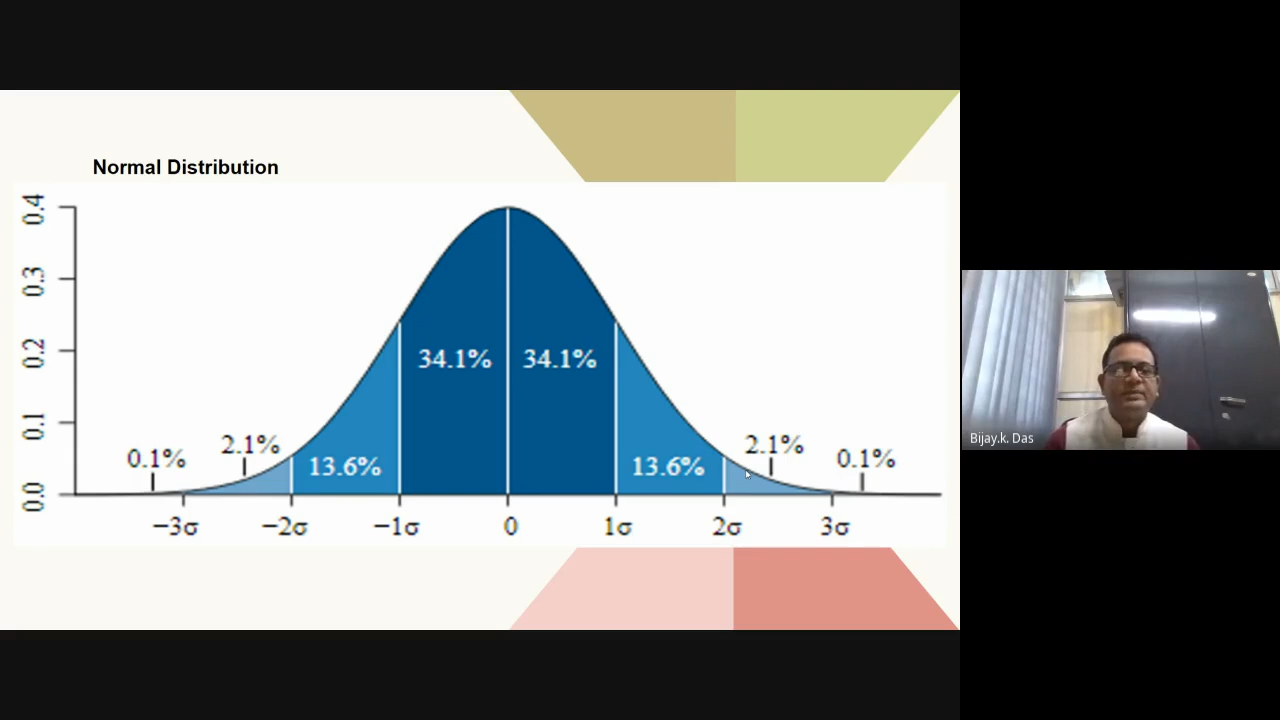 Normal Distribution
0.4
0.3
0.2
0.1
0.0
34.1% 34.1%
0.1% 2.1% 13.6% 13.6% 2.1% 0.1%
−3σ −2σ −1σ 0 1σ 2σ 3σ
Bijay.k. Das